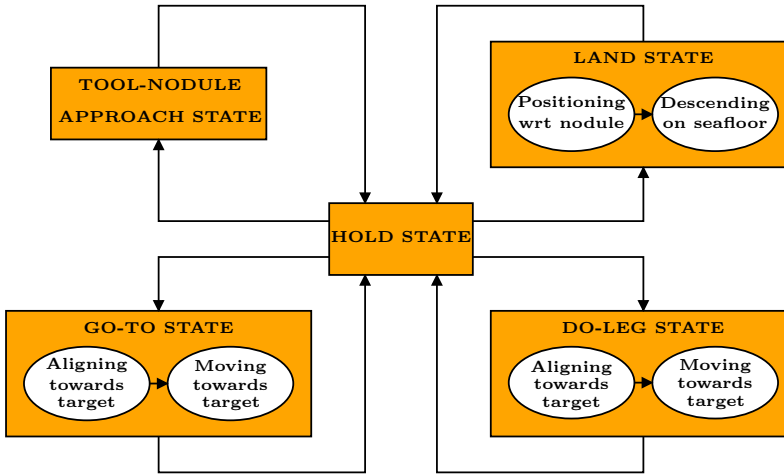 TOOL-NODULE
APPROACH STATE
LAND STATE
Positioning
wrt nodule
Descending
on seafloor
HOLD STATE
GO-TO STATE
Aligning
towards
target
Moving
towards
target
DO-LEG STATE
Aligning
towards
target
Moving
towards
target